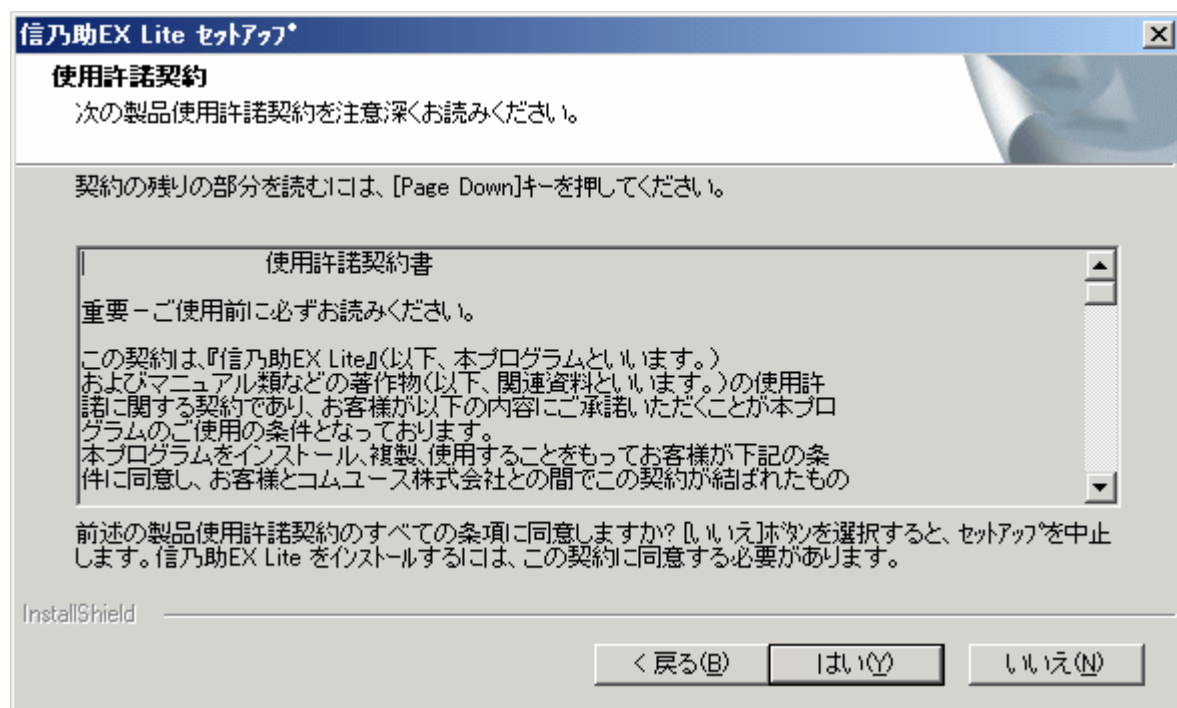 信乃助EX Lite ｾｯﾄｱｯﾌﾟ
使用許諾契約
次の製品使用許諾契約を注意深くお読みください。
契約の残りの部分を読むには、[Page Down]ｷｰを押してください。
使用許諾契約書
重要－ご使用前に必ずお読みください。
この契約は、『信乃助EX Lite』(以下、本プログラムといいます。)
およびマニュアル類などの著作物(以下、関連資料といいます。)の使用許
諾に関する契約であり、お客様が以下の内容にご承諾いただくことが本プロ
グラムのご使用の条件となっております。
本プログラムをインストール、複製、使用することをもってお客様が下記の条
件に同意し、お客様とコムユース株式会社との間でこの契約が結ばれたもの
前述の製品使用許諾契約のすべての条項に同意しますか? [いいえ]ﾎﾞﾀﾝを選択すると、ｾｯﾄｱｯﾌﾟを中止
します。信乃助EX Lite をｲﾝｽﾄｰﾙするには、この契約に同意する必要があります。
InstallShield
< 戻る(B)
はい(Y)
いいえ(N)